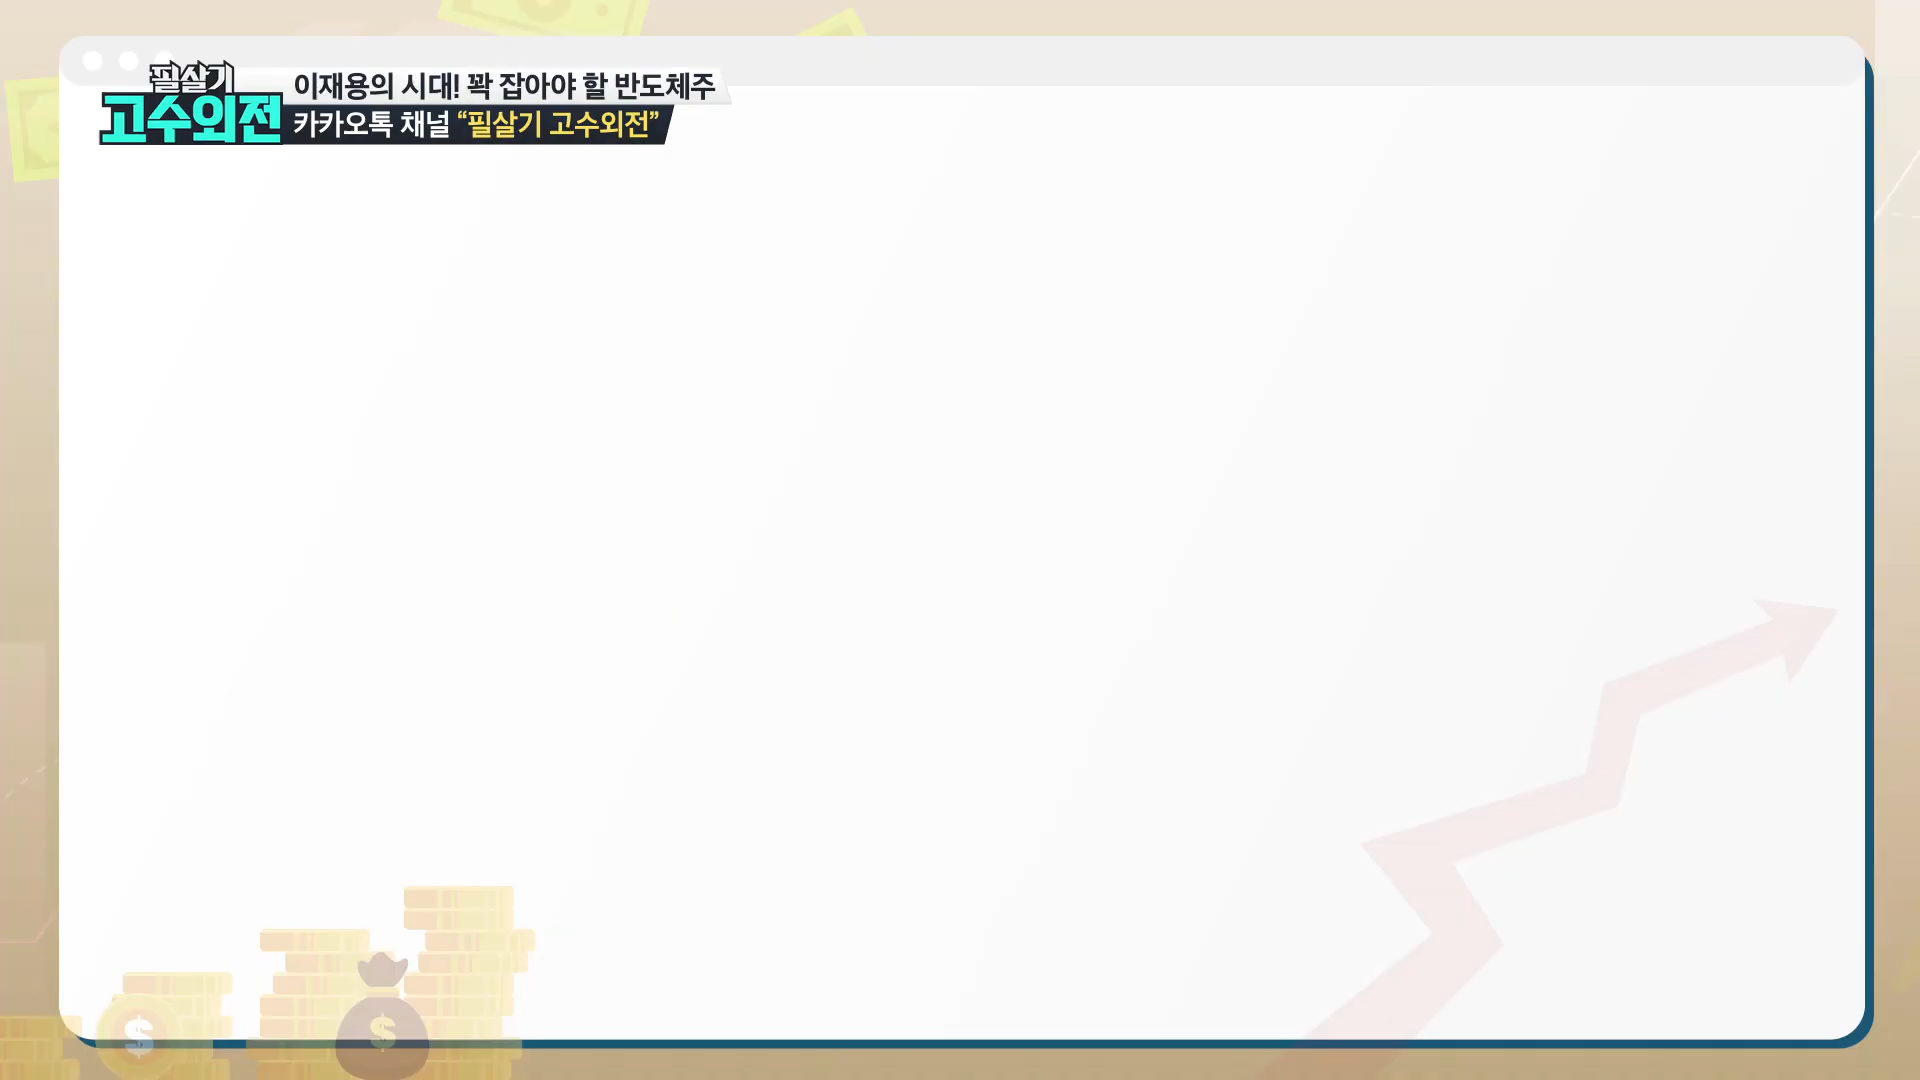 필살기
고수외전
이재용의 시대! 꽉 잡아야 할 반도체주
카카오톡 채널 “필살기 고수외전”
$
$